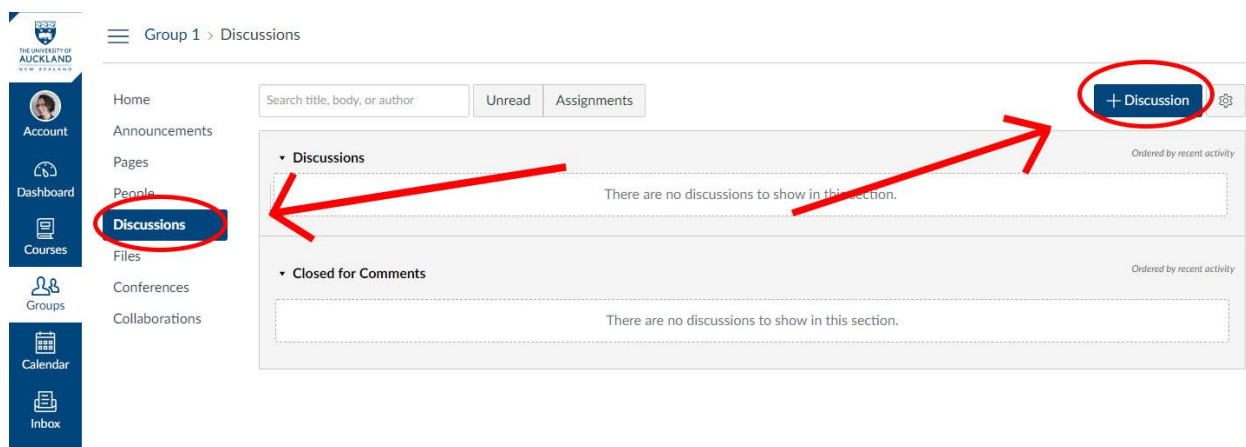 THE UNIVERSITY OF
AUCKLAND
NEW ZEALAND
Account
Dashboard
Courses
Groups
Calendar
Inbox
Group 1 › Discussions
Home
Announcements
Pages
People
Discussions
Files
Conferences
Collaborations
Search title, body, or author
Unread
Assignments
+ Discussion
Discussions
Ordered by recent activity
There are no discussions to show in this section.
Closed for Comments
Ordered by recent activity
There are no discussions to show in this section.